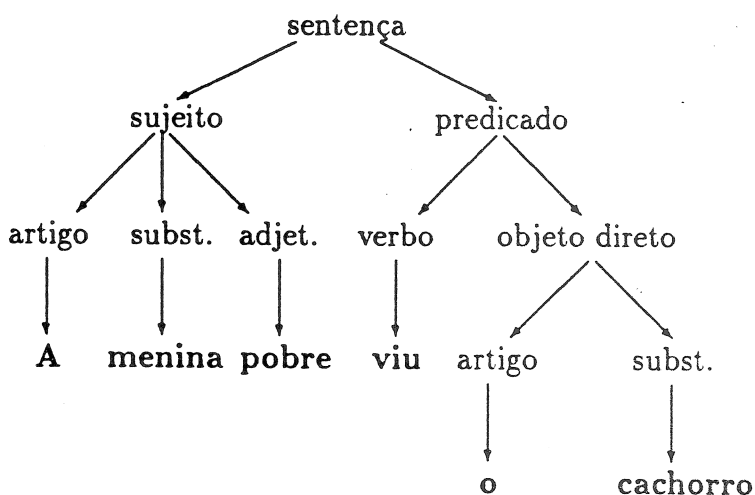 sentença
sujeito predicado
artigo subst. adjet. verbo objeto direto
A menina pobre viu artigo subst.
o cachorro